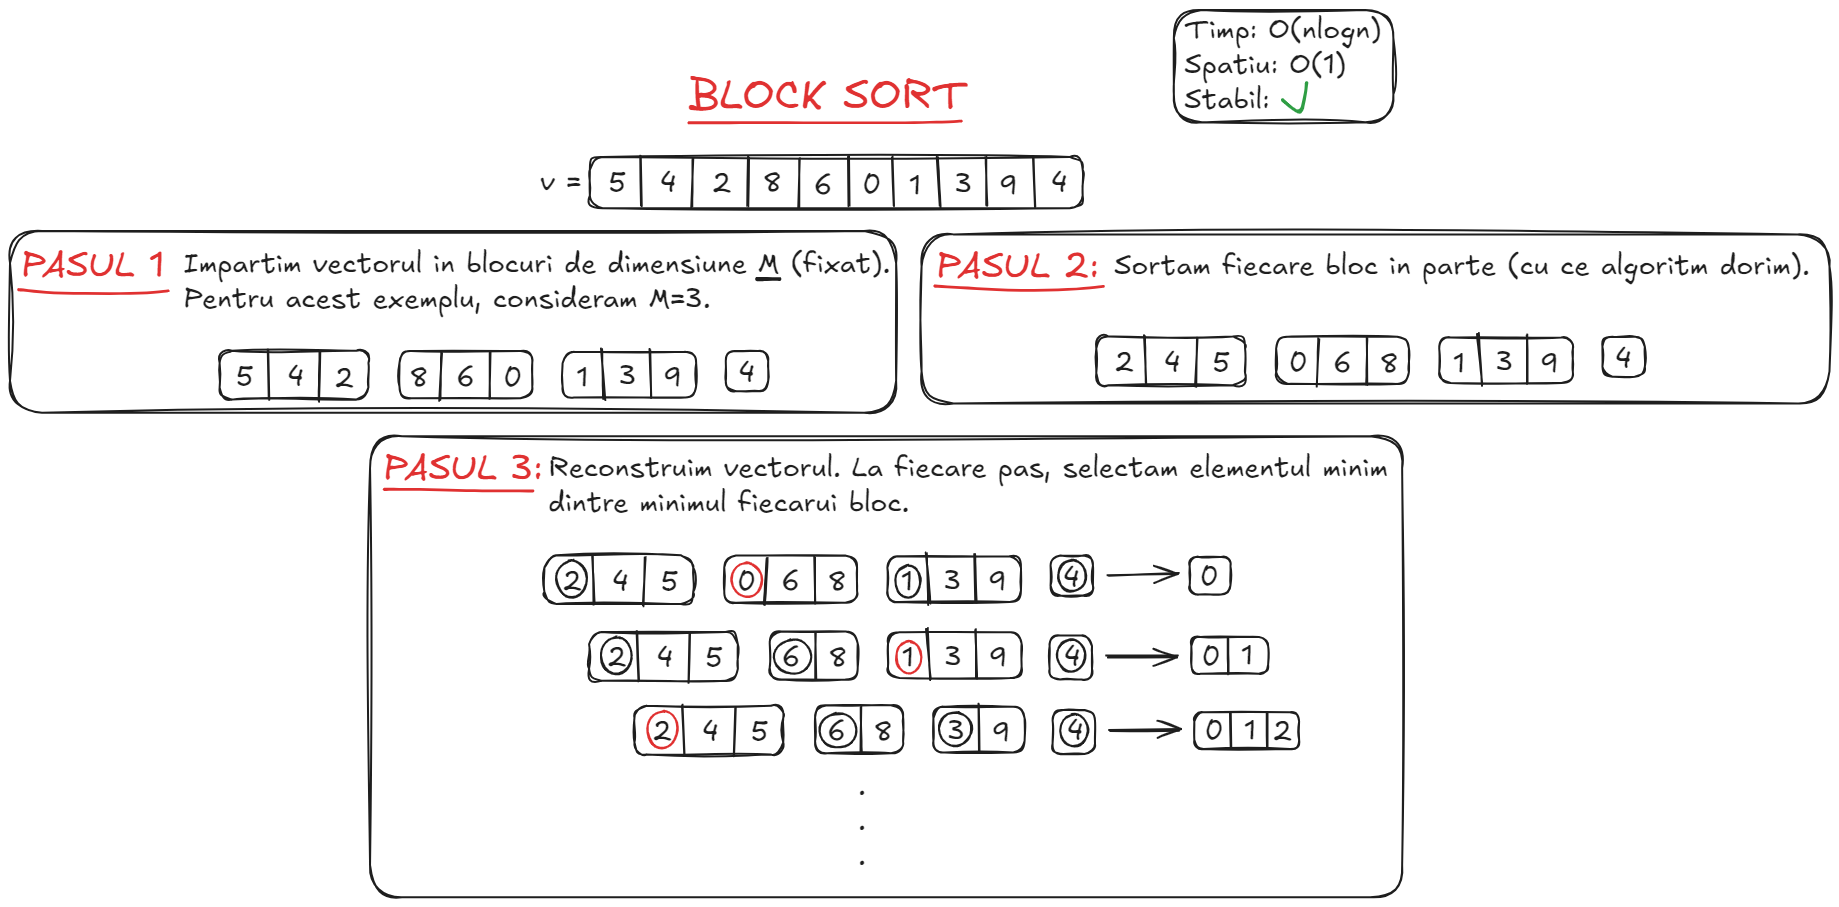 Timp: O(nlogn)
Spatiu: O(1)
Stabil: ✓
BLOCK SORT
v = 5 4 2 8 6 0 1 3 9 4
PASUL 1 Impartim vectorul in blocuri de dimensiune M (fixat).
Pentru acest exemplu, consideram M=3.
5 4 2 8 6 0 1 3 9 4
PASUL 2: Sortam fiecare bloc in parte (cu ce algoritm dorim).
2 4 5 0 6 8 1 3 9 4
PASUL 3: Reconstruim vectorul. La fiecare pas, selectam elementul minim
dintre minimul fiecarui bloc.
2 4 5 0 6 8 1 3 9 4 → 0
2 4 5 6 8 1 3 9 4 → 0 1
2 4 5 6 8 3 9 4 → 0 1 2
.
.
.